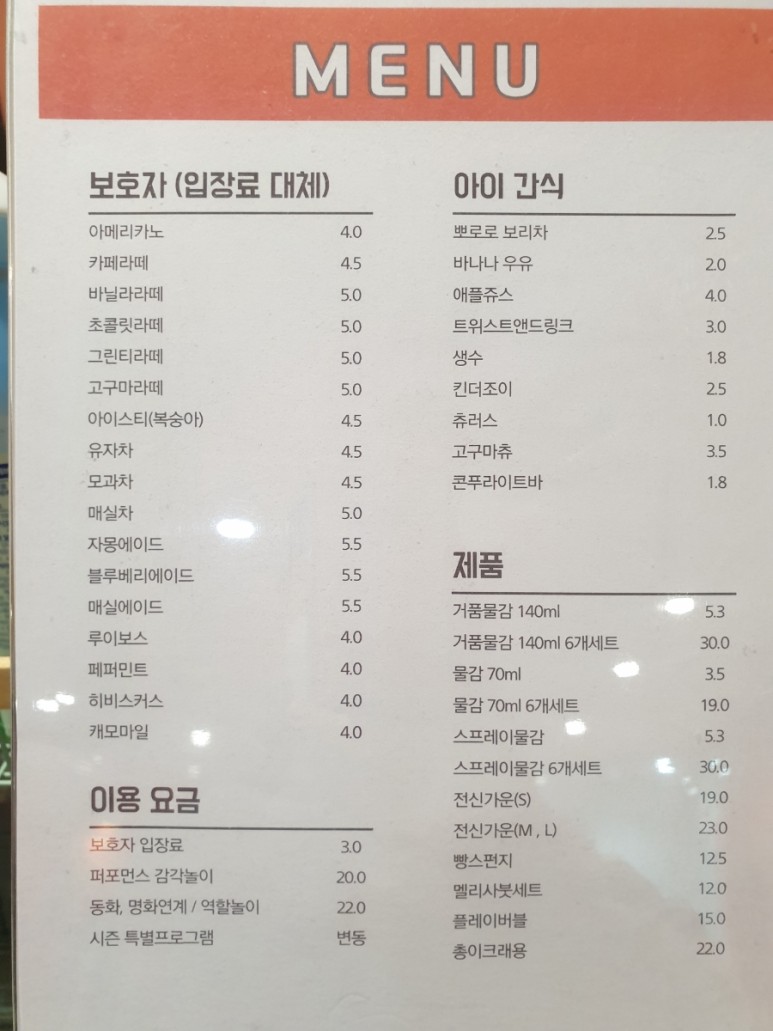 MENU
보호자 (입장료 대체)
아메리카노 4.0
카페라떼 4.5
바닐라라떼 5.0
초콜릿라떼 5.0
그린티라떼 5.0
고구마라떼 5.0
아이스티(복숭아) 4.5
유자차 4.5
모과차 4.5
매실차 5.0
자몽에이드 5.5
블루베리에이드 5.5
매실에이드 5.5
루이보스 4.0
페퍼민트 4.0
히비스커스 4.0
캐모마일 4.0
이용 요금
보호자 입장료 3.0
퍼포먼스 감각놀이 20.0
동화, 명화연계 / 역할놀이 22.0
시즌 특별프로그램 변동
아이 간식
뽀로로 보리차 2.5
바나나 우유 2.0
애플쥬스 4.0
트위스트앤드링크 3.0
생수 1.8
킨더조이 2.5
츄러스 1.0
고구마츄 3.5
콘푸라이트바 1.8
제품
거품물감 140ml 5.3
거품물감 140ml 6개세트 30.0
물감 70ml 3.5
물감 70ml 6개세트 19.0
스프레이물감 5.3
스프레이물감 6개세트 30.0
전신가운(S) 19.0
전신가운(M , L) 23.0
빵스펀지 12.5
멜리사붓세트 12.0
플레이버블 15.0
총이크래용 22.0